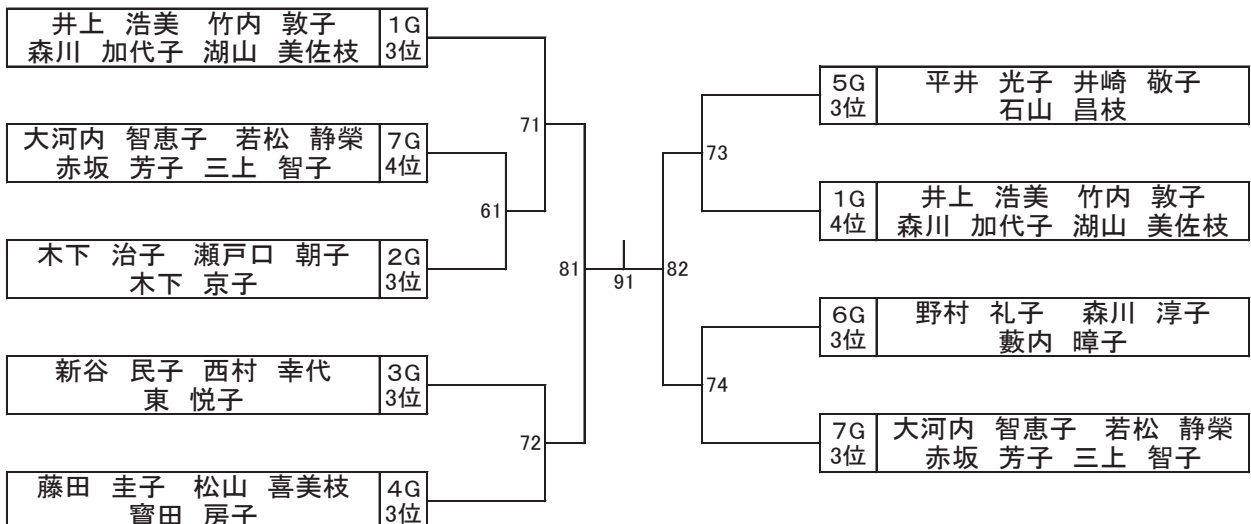 井上 浩美 竹内 敦子 1G
森川 加代子 湖山 美佐枝 3位
大河内 智恵子 若松 静榮 7G
赤坂 芳子 三上 智子 4位
木下 治子 瀬戸口 朝子 2G
木下 京子 3位
新谷 民子 西村 幸代 3G
東 悦子 3位
藤田 圭子 松山 喜美枝 4G
寳田 房子 3位
71
61
72
81
91
82
73
74
5G 平井 光子 井崎 敬子
3位 石山 昌枝
1G 井上 浩美 竹内 敦子
4位 森川 加代子 湖山 美佐枝
6G 野村 礼子 森川 淳子
3位 藪内 暲子
7G 大河内 智恵子 若松 静榮
3位 赤坂 芳子 三上 智子